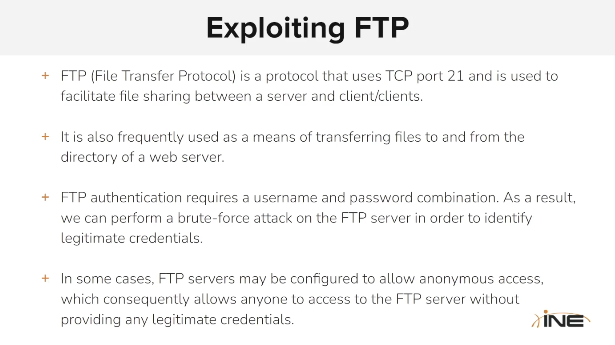 Exploiting FTP
+ FTP (File Transfer Protocol) is a protocol that uses TCP port 21 and is used to
facilitate file sharing between a server and client/clients.
+ It is also frequently used as a means of transferring files to and from the
directory of a web server.
+ FTP authentication requires a username and password combination. As a result,
we can perform a brute-force attack on the FTP server in order to identify
legitimate credentials.
+ In some cases, FTP servers may be configured to allow anonymous access,
which consequently allows anyone to access to the FTP server without
providing any legitimate credentials.
INE